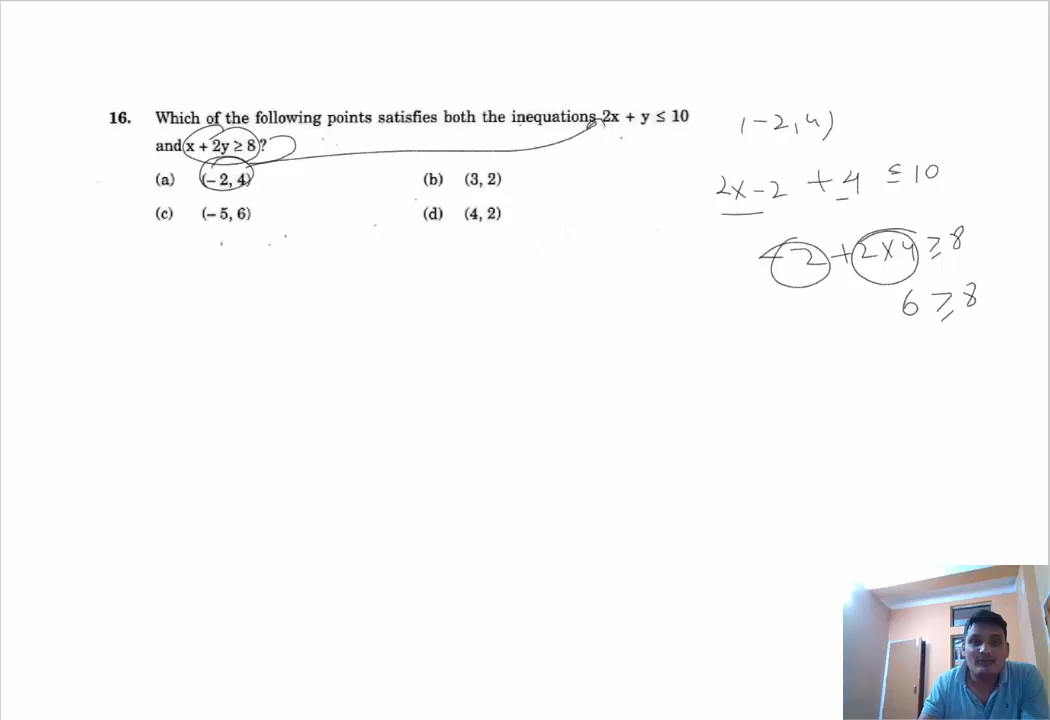 16. Which of the following points satisfies both the inequations 2x + y ≤ 10
and x + 2y ≥ 8 ?
(a) (– 2, 4) (b) (3, 2)
(c) (– 5, 6) (d) (4, 2)
(-2, 4)
2x-2 + 4 ≤ 10
-2 + 2x4 ≥ 8
6 ≥ 8